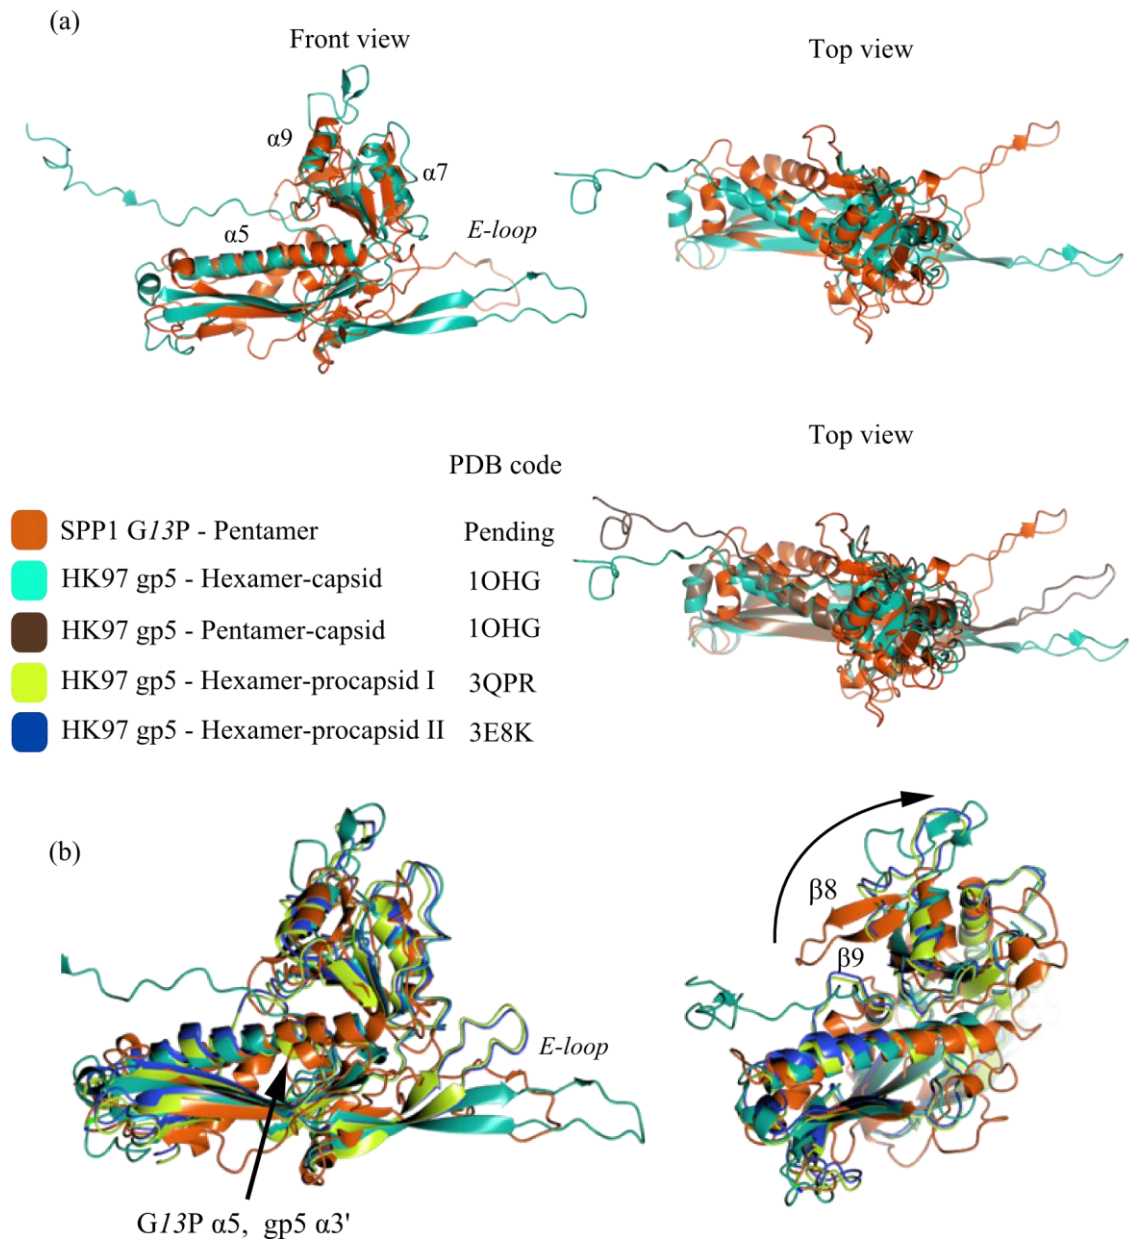 (a)
Front view
Top view
α9
α7
α5
E-loop
Top view
PDB code
SPP1 G13P - Pentamer Pending
HK97 gp5 - Hexamer-capsid 1OHG
HK97 gp5 - Pentamer-capsid 1OHG
HK97 gp5 - Hexamer-procapsid I 3QPR
HK97 gp5 - Hexamer-procapsid II 3E8K
(b)
β8
β9
E-loop
G13P α5, gp5 α3'